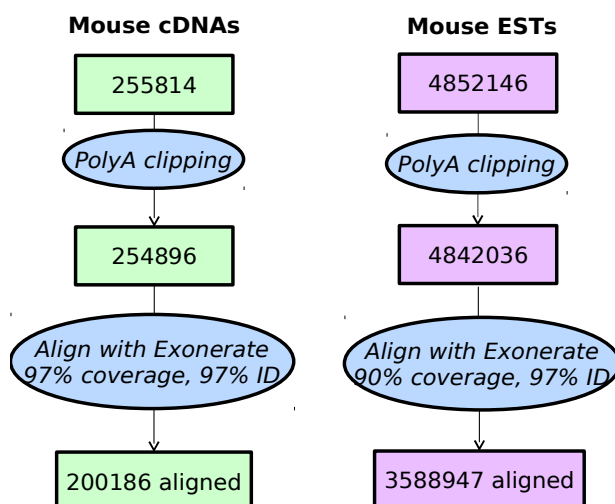 Mouse cDNAs
255814
PolyA clipping
254896
Align with Exonerate
97% coverage, 97% ID
200186 aligned
Mouse ESTs
4852146
PolyA clipping
4842036
Align with Exonerate
90% coverage, 97% ID
3588947 aligned